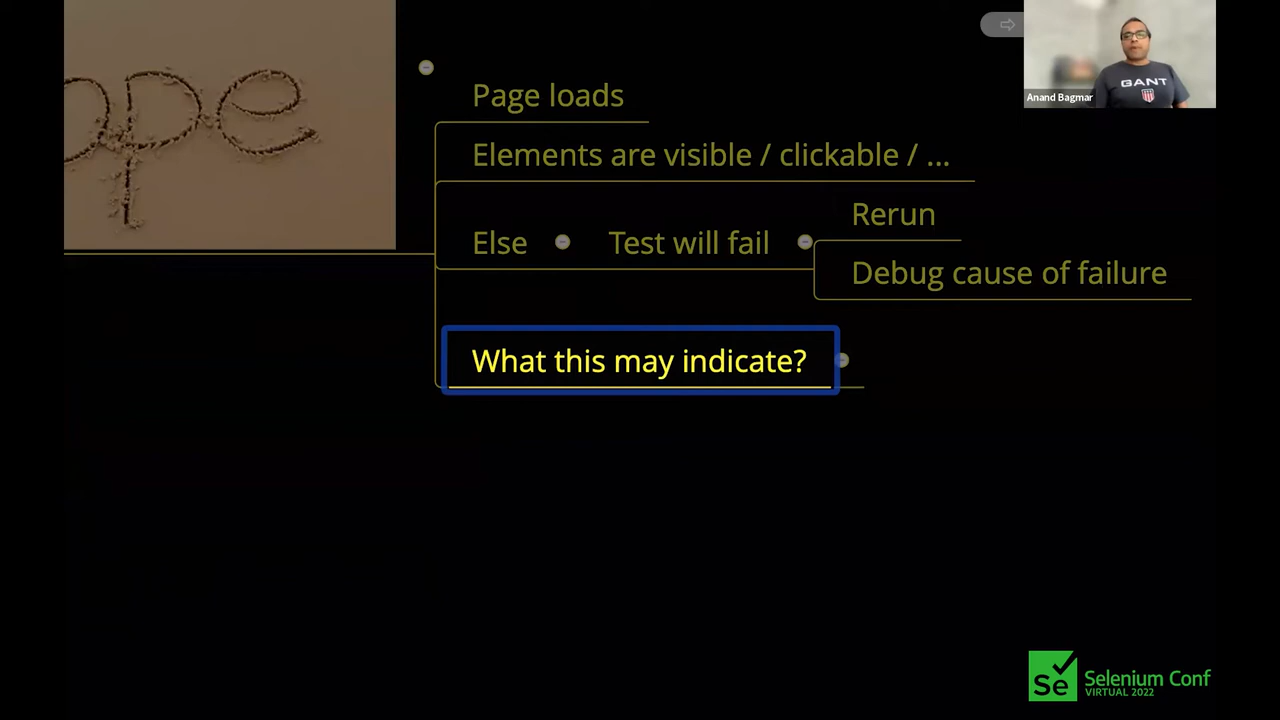 ope
Page loads
Elements are visible / clickable / ...
Else
Test will fail
Rerun
Debug cause of failure
What this may indicate?
GANT
Anand Bagmar
Se
Selenium Conf
VIRTUAL 2022